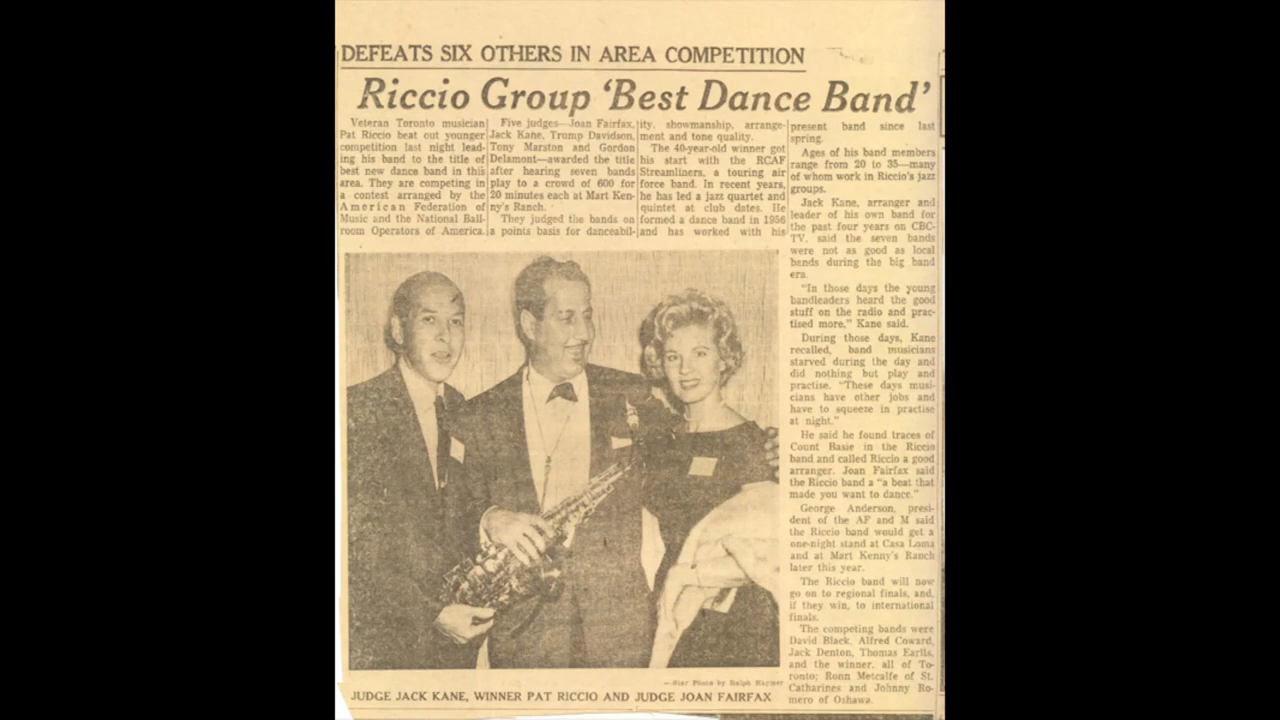 DEFEATS SIX OTHERS IN AREA COMPETITION
Riccio Group 'Best Dance Band'
Veteran Toronto musician
Pat Riccio beat out younger
competition last night lead-
ing his band to the title of
best new dance band in this
area. They are competing in
a contest arranged by the
American Federation of
Music and the National Ball-
room Operators of America.
Five judges—Joan Fairfax,
Jack Kane, Trump Davidson,
Tony Marston and Gordon
Delamont—awarded the title
after hearing seven bands
play to a crowd of 600 for
20 minutes each at Mart Ken-
ny's Ranch.
They judged the bands on
a points basis for danceabil-
ity, showmanship, arrange-
ment and tone quality.
The 40-year-old winner got
his start with the RCAF
Streamliners, a touring air
force band. In recent years,
he has led a jazz quartet and
quintet at club dates. He
formed a dance band in 1956
and has worked with his
present band since last
spring.
Ages of his band members
range from 20 to 35—many
of whom work in Riccio's jazz
groups.
Jack Kane, arranger and
leader of his own band for
the past four years on CBC-
TV, said the seven bands
were not as good as local
bands during the big band
era.
"In those days the young
bandleaders heard the good
stuff on the radio and prac-
tised more," Kane said.
During those days, Kane
recalled, band musicians
starved during the day and
did nothing but play and
practise. "These days musi-
cians have other jobs and
have to squeeze in practise
at night."
He said he found traces of
Count Basie in the Riccio
band and called Riccio a good
arranger. Joan Fairfax said
the Riccio band a "a beat that
made you want to dance."
George Anderson, presi-
dent of the AF and M said
the Riccio band would get a
one-night stand at Casa Loma
and at Mart Kenny's Ranch
later this year.
The Riccio band will now
go on to regional finals, and,
if they win, to international
finals.
The competing bands were
David Black, Alfred Coward,
Jack Denton, Thomas Earlls,
and the winner, all of To-
ronto; Ronn Metcalfe of St.
Catharines and Johnny Ro-
mero of Oshawa.
—Star Photo by Ralph
JUDGE JACK KANE, WINNER PAT RICCIO AND JUDGE JOAN FAIRFAX